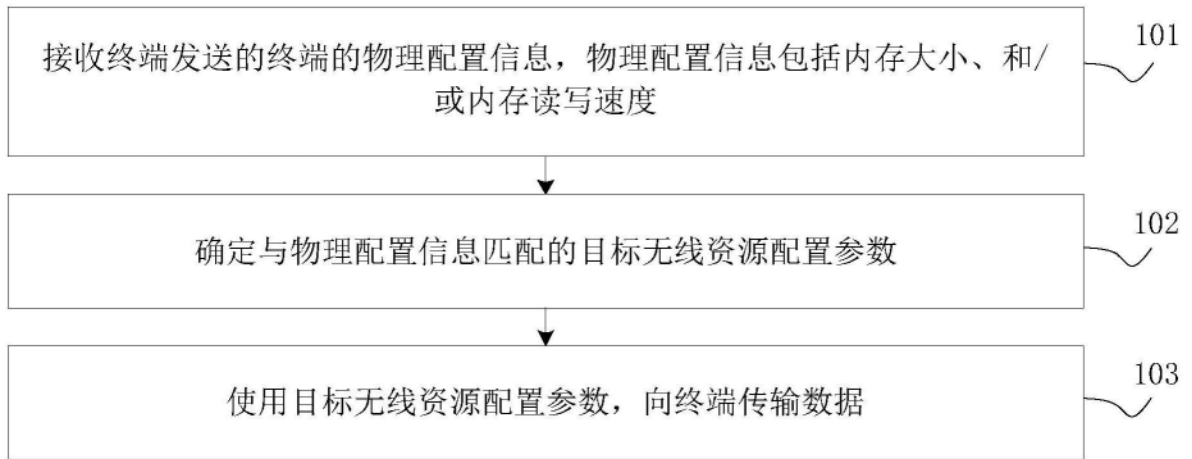 接收终端发送的终端的物理配置信息，物理配置信息包括内存大小、和/
或内存读写速度
101
确定与物理配置信息匹配的目标无线资源配置参数
102
使用目标无线资源配置参数，向终端传输数据
103